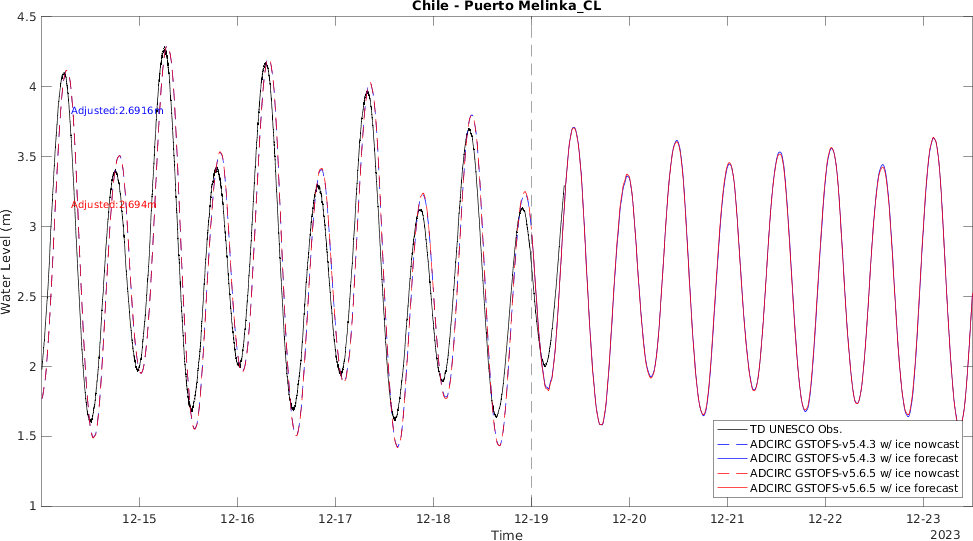 Chile - Puerto Melinka_CL
4.5
4
3.5
3
2.5
2
1.5
1
Water Level (m)
Adjusted:2.6916m
Adjusted:2.694m
TD UNESCO Obs.
ADCIRC GSTOFS-v5.4.3 w/ ice nowcast
ADCIRC GSTOFS-v5.4.3 w/ ice forecast
ADCIRC GSTOFS-v5.6.5 w/ ice nowcast
ADCIRC GSTOFS-v5.6.5 w/ ice forecast
12-15 12-16 12-17 12-18 12-19 12-20 12-21 12-22 12-23
Time
2023